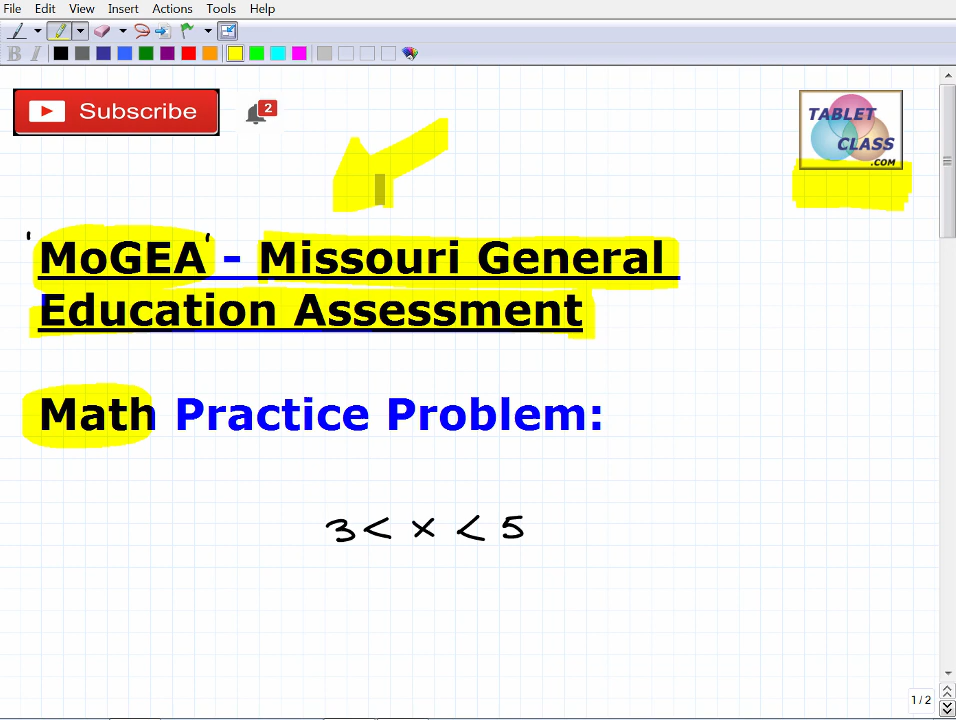 File Edit View Insert Actions Tools Help
B I
Subscribe
2
TABLET
CLASS
.COM
'MoGEA' - Missouri General
Education Assessment
Math Practice Problem:
3 < x < 5
1 / 2